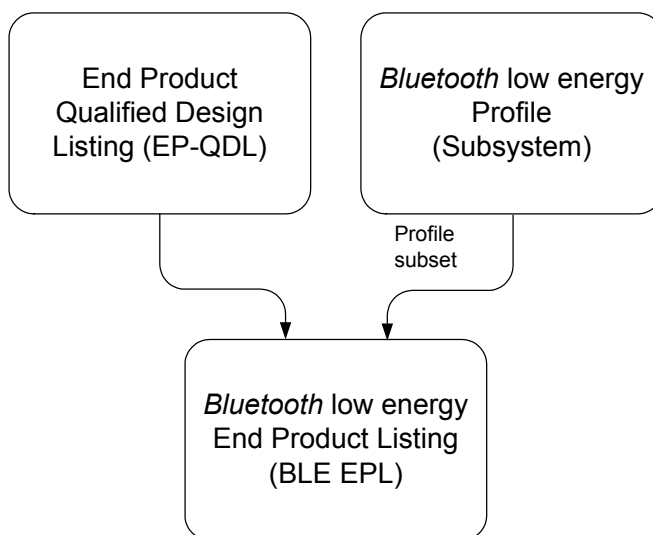 End Product
Qualified Design
Listing (EP-QDL)
Bluetooth low energy
Profile
(Subsystem)
Profile
subset
Bluetooth low energy
End Product Listing
(BLE EPL)